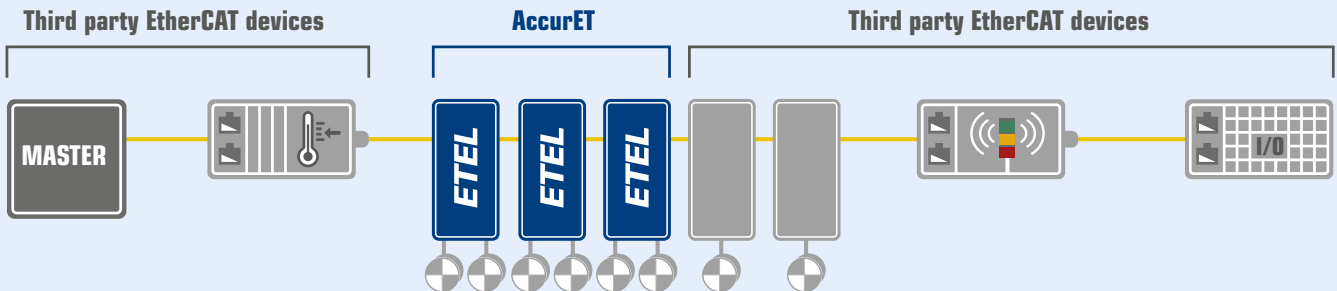 Third party EtherCAT devices
AccurET
Third party EtherCAT devices
MASTER
ETEL
ETEL
ETEL
I/O